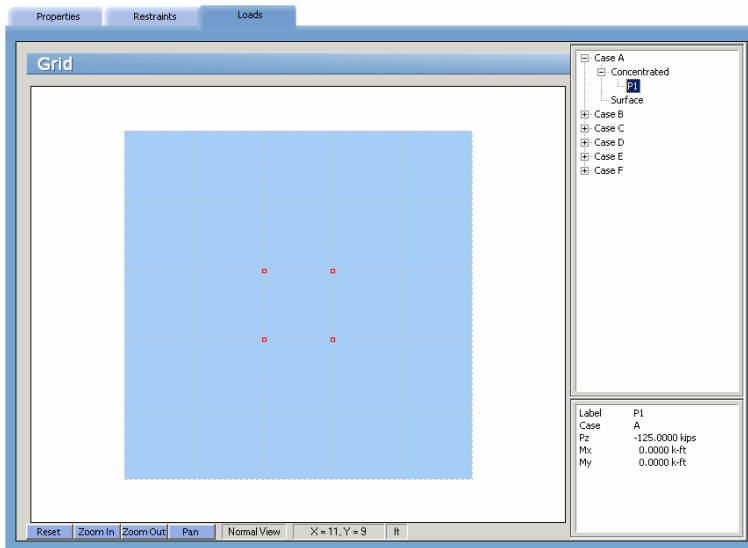 Properties Restraints Loads
Grid
Case A
Concentrated
P1
Surface
Case B
Case C
Case D
Case E
Case F
Label P1
Case A
Pz -125.0000 kips
Mx 0.0000 k-ft
My 0.0000 k-ft
Reset Zoom In Zoom Out Pan Normal View X = 11, Y = 9 ft